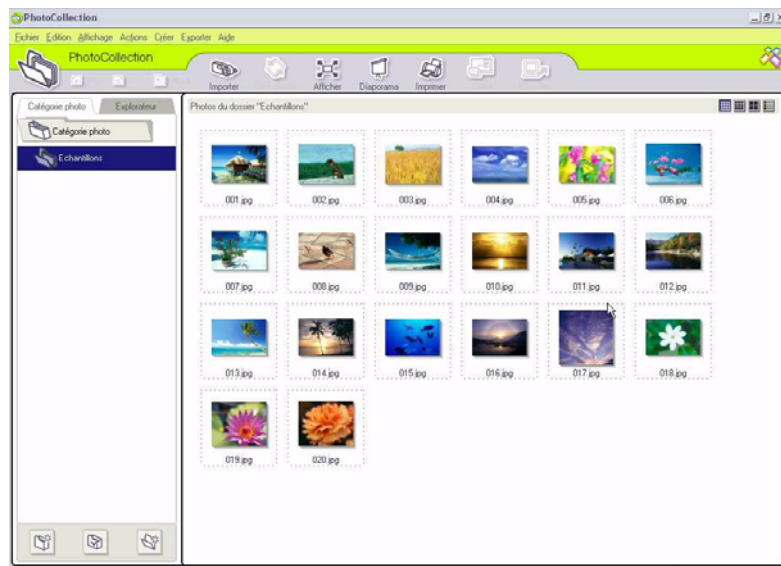 PhotoCollection
Fichier Edition Affichage Actions Créer Exporter Aide
PhotoCollection
Importer Afficher Diaporama Imprimer
Catégorie photo Explorateur
Photos du dossier "Echantillons"
Catégorie photo
Echantillons
001.jpg 002.jpg 003.jpg 004.jpg 005.jpg 006.jpg
007.jpg 008.jpg 009.jpg 010.jpg 011.jpg 012.jpg
013.jpg 014.jpg 015.jpg 016.jpg 017.jpg 018.jpg
019.jpg 020.jpg